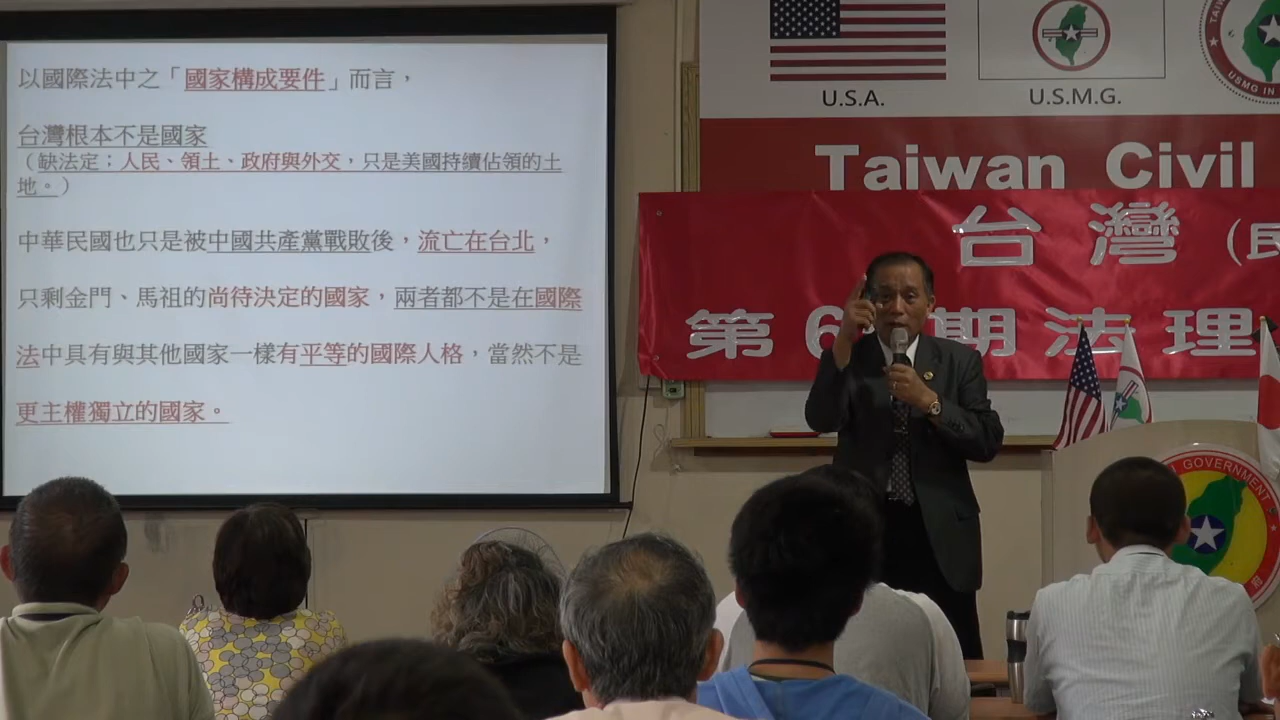 以國際法中之「國家構成要件」而言，
台灣根本不是國家
（缺法定；人民、領土、政府與外交，只是美國持續佔領的土
地。）
中華民國也只是被中國共產黨戰敗後，流亡在台北，
只剩金門、馬祖的尚待決定的國家，兩者都不是在國際
法中具有與其他國家一樣有平等的國際人格，當然不是
更主權獨立的國家。
U.S.A.
U.S.M.G.
USMG IN
Taiwan Civil
台灣（民
第6 期法理
GOVERNMENT